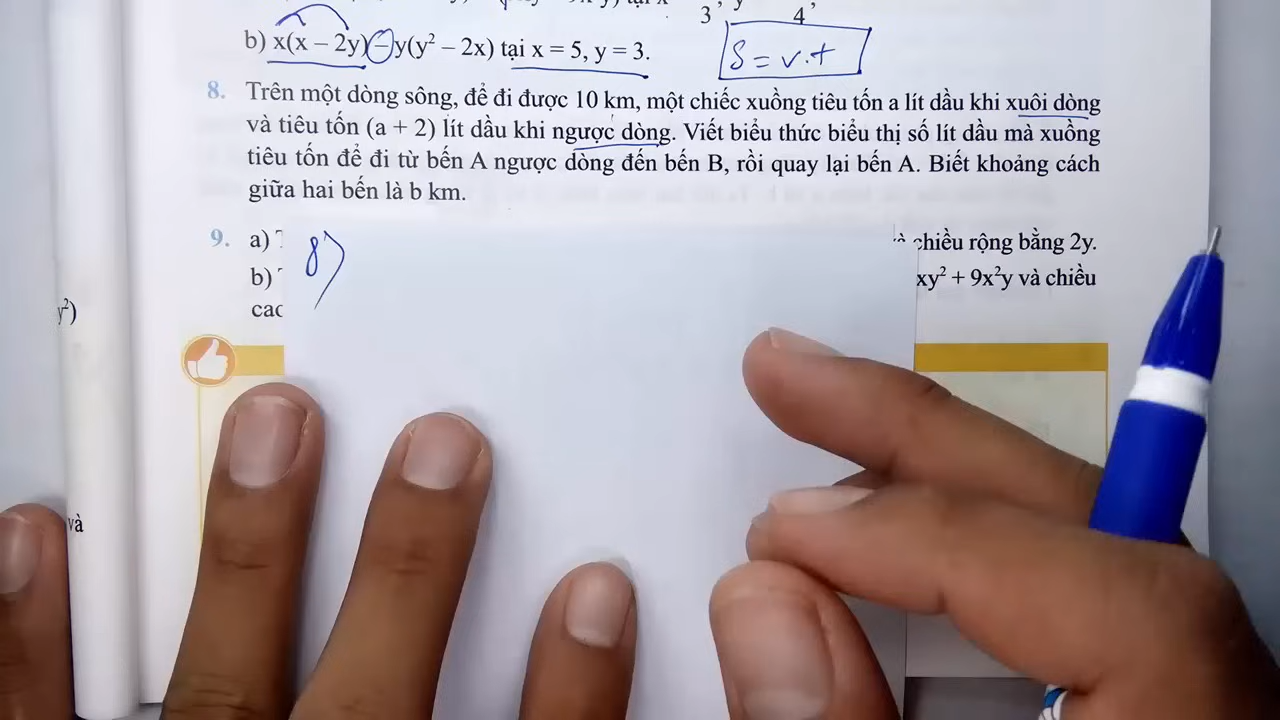 3 4
b) x(x – 2y) – y(y² – 2x) tại x = 5, y = 3.
S = v.t
8. Trên một dòng sông, để đi được 10 km, một chiếc xuồng tiêu tốn a lít dầu khi xuôi dòng
và tiêu tốn (a + 2) lít dầu khi ngược dòng. Viết biểu thức biểu thị số lít dầu mà xuồng
tiêu tốn để đi từ bến A ngược dòng đến bến B, rồi quay lại bến A. Biết khoảng cách
giữa hai bến là b km.
9. a) chiều rộng bằng 2y.
8)
b) xy² + 9x²y và chiều
y²)
và